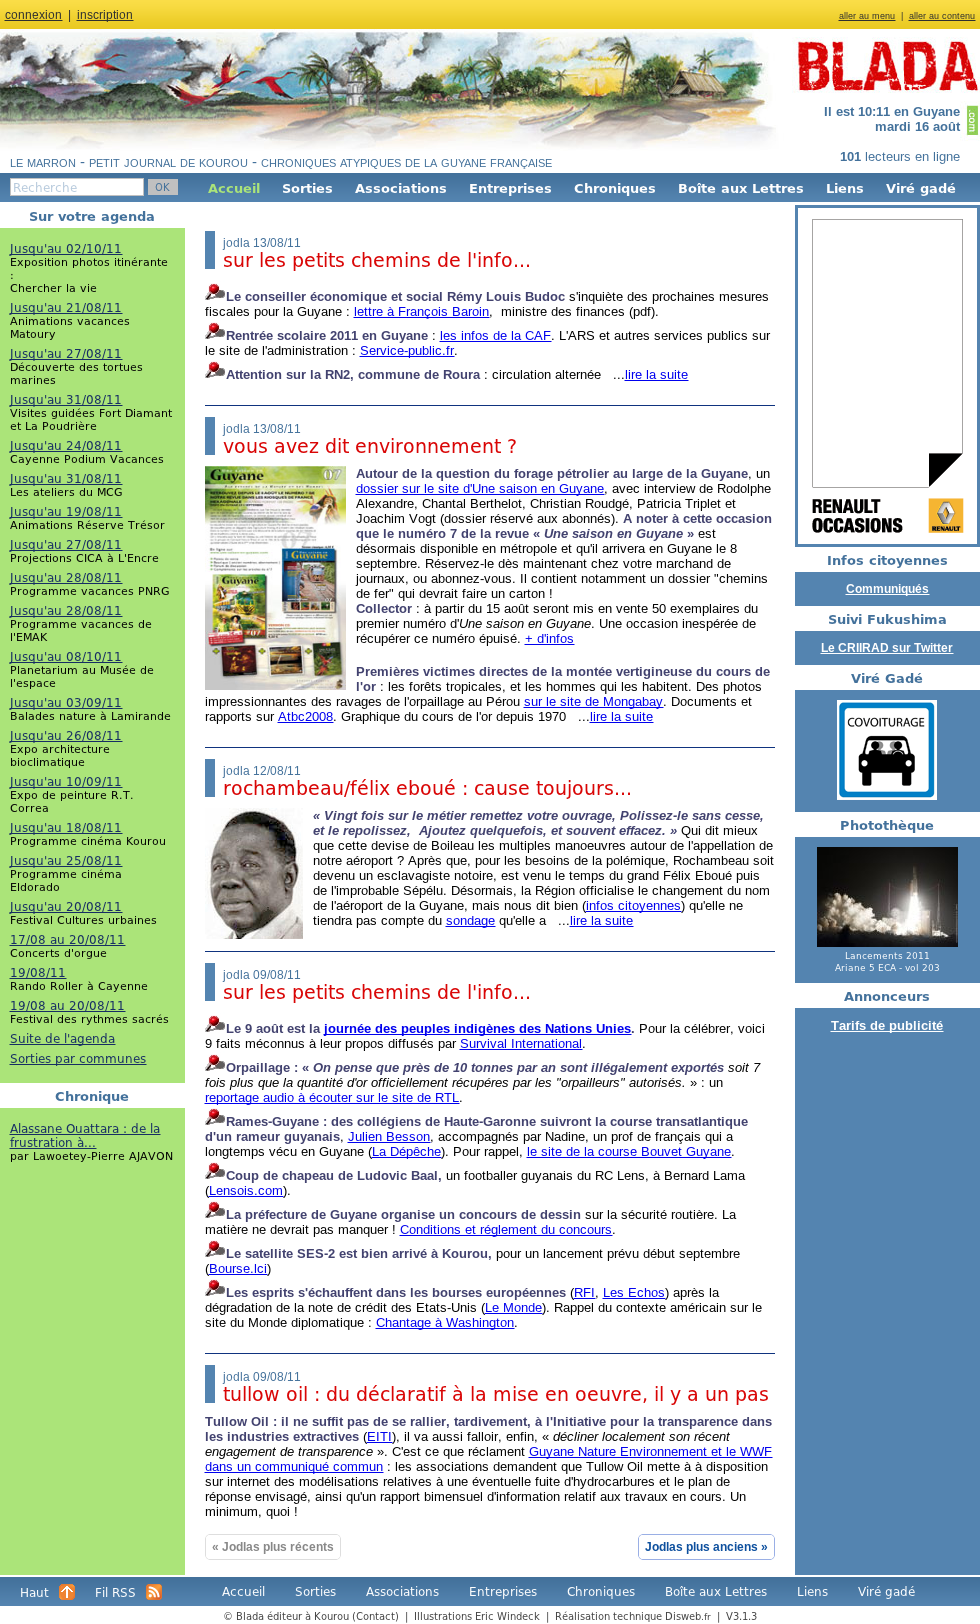 connexion | inscription
aller au menu | aller au contenu
BLADA
.com
Il est 10:11 en Guyane
mardi 16 août
101 lecteurs en ligne
LE MARRON - PETIT JOURNAL DE KOUROU - CHRONIQUES ATYPIQUES DE LA GUYANE FRANÇAISE
Recherche OK
Accueil Sorties Associations Entreprises Chroniques Boîte aux Lettres Liens Viré gadé
Sur votre agenda
Jusqu'au 02/10/11
Exposition photos itinérante
:
Chercher la vie
Jusqu'au 21/08/11
Animations vacances
Matoury
Jusqu'au 27/08/11
Découverte des tortues
marines
Jusqu'au 31/08/11
Visites guidées Fort Diamant
et La Poudrière
Jusqu'au 24/08/11
Cayenne Podium Vacances
Jusqu'au 31/08/11
Les ateliers du MCG
Jusqu'au 19/08/11
Animations Réserve Trésor
Jusqu'au 27/08/11
Projections CICA à L'Encre
Jusqu'au 28/08/11
Programme vacances PNRG
Jusqu'au 28/08/11
Programme vacances de
l'EMAK
Jusqu'au 08/10/11
Planetarium au Musée de
l'espace
Jusqu'au 03/09/11
Balades nature à Lamirande
Jusqu'au 26/08/11
Expo architecture
bioclimatique
Jusqu'au 10/09/11
Expo de peinture R.T.
Correa
Jusqu'au 18/08/11
Programme cinéma Kourou
Jusqu'au 25/08/11
Programme cinéma
Eldorado
Jusqu'au 20/08/11
Festival Cultures urbaines
17/08 au 20/08/11
Concerts d'orgue
19/08/11
Rando Roller à Cayenne
19/08 au 20/08/11
Festival des rythmes sacrés
Suite de l'agenda
Sorties par communes
Chronique
Alassane Ouattara : de la
frustration à...
par Lawoetey-Pierre AJAVON
jodla 13/08/11
sur les petits chemins de l'info...
Le conseiller économique et social Rémy Louis Budoc s'inquiète des prochaines mesures
fiscales pour la Guyane : lettre à François Baroin, ministre des finances (pdf).
Rentrée scolaire 2011 en Guyane : les infos de la CAF. L'ARS et autres services publics sur
le site de l'administration : Service-public.fr.
Attention sur la RN2, commune de Roura : circulation alternée ...lire la suite
jodla 13/08/11
vous avez dit environnement ?
Guyane 07
Guyane
Guyane
Autour de la question du forage pétrolier au large de la Guyane, un
dossier sur le site d'Une saison en Guyane, avec interview de Rodolphe
Alexandre, Chantal Berthelot, Christian Rougé, Patricia Triplet et
Joachim Vogt (dossier réservé aux abonnés). A noter à cette occasion
que le numéro 7 de la revue « Une saison en Guyane » est
désormais disponible en métropole et qu'il arrivera en Guyane le 8
septembre. Réservez-le dès maintenant chez votre marchand de
journaux, ou abonnez-vous. Il contient notamment un dossier "chemins
de fer" qui devrait faire un carton !
Collector : à partir du 15 août seront mis en vente 50 exemplaires du
premier numéro d'Une saison en Guyane. Une occasion inespérée de
récupérer ce numéro épuisé. + d'infos
Premières victimes directes de la montée vertigineuse du cours de
l'or : les forêts tropicales, et les hommes qui les habitent. Des photos
impressionnantes des ravages de l'orpaillage au Pérou sur le site de Mongabay. Documents et
rapports sur Atbc2008. Graphique du cours de l'or depuis 1970 ...lire la suite
jodla 12/08/11
rochambeau/félix eboué : cause toujours...
« Vingt fois sur le métier remettez votre ouvrage, Polissez-le sans cesse,
et le repolissez, Ajoutez quelquefois, et souvent effacez. » Qui dit mieux
que cette devise de Boileau les multiples manoeuvres autour de l'appellation de
notre aéroport ? Après que, pour les besoins de la polémique, Rochambeau soit
devenu un esclavagiste notoire, est venu le temps du grand Félix Eboué puis
de l'improbable Sépélu. Désormais, la Région officialise le changement du nom
de l'aéroport de la Guyane, mais nous dit bien (infos citoyennes) qu'elle ne
tiendra pas compte du sondage qu'elle a ...lire la suite
jodla 09/08/11
sur les petits chemins de l'info...
Le 9 août est la journée des peuples indigènes des Nations Unies. Pour la célébrer, voici
9 faits méconnus à leur propos diffusés par Survival International.
Orpaillage : « On pense que près de 10 tonnes par an sont illégalement exportés soit 7
fois plus que la quantité d'or officiellement récupéres par les "orpailleurs" autorisés. » : un
reportage audio à écouter sur le site de RTL.
Rames-Guyane : des collégiens de Haute-Garonne suivront la course transatlantique
d'un rameur guyanais, Julien Besson, accompagnés par Nadine, un prof de français qui a
longtemps vécu en Guyane (La Dépêche). Pour rappel, le site de la course Bouvet Guyane.
Coup de chapeau de Ludovic Baal, un footballer guyanais du RC Lens, à Bernard Lama
(Lensois.com).
La préfecture de Guyane organise un concours de dessin sur la sécurité routière. La
matière ne devrait pas manquer ! Conditions et réglement du concours.
Le satellite SES-2 est bien arrivé à Kourou, pour un lancement prévu début septembre
(Bourse.lci)
Les esprits s'échauffent dans les bourses européennes (RFI, Les Echos) après la
dégradation de la note de crédit des Etats-Unis (Le Monde). Rappel du contexte américain sur le
site du Monde diplomatique : Chantage à Washington.
jodla 09/08/11
tullow oil : du déclaratif à la mise en oeuvre, il y a un pas
Tullow Oil : il ne suffit pas de se rallier, tardivement, à l'Initiative pour la transparence dans
les industries extractives (EITI), il va aussi falloir, enfin, « décliner localement son récent
engagement de transparence ». C'est ce que réclament Guyane Nature Environnement et le WWF
dans un communiqué commun : les associations demandent que Tullow Oil mette à à disposition
sur internet des modélisations relatives à une éventuelle fuite d'hydrocarbures et le plan de
réponse envisagé, ainsi qu'un rapport bimensuel d'information relatif aux travaux en cours. Un
minimum, quoi !
« Jodlas plus récents
Jodlas plus anciens »
RENAULT
OCCASIONS
RENAULT
Infos citoyennes
Communiqués
Suivi Fukushima
Le CRIIRAD sur Twitter
Viré Gadé
COVOITURAGE
Photothèque
Lancements 2011
Ariane 5 ECA - vol 203
Annonceurs
Tarifs de publicité
Haut Fil RSS
Accueil Sorties Associations Entreprises Chroniques Boîte aux Lettres Liens Viré gadé
© Blada éditeur à Kourou (Contact) | Illustrations Eric Windeck | Réalisation technique Disweb.fr | V3.1.3